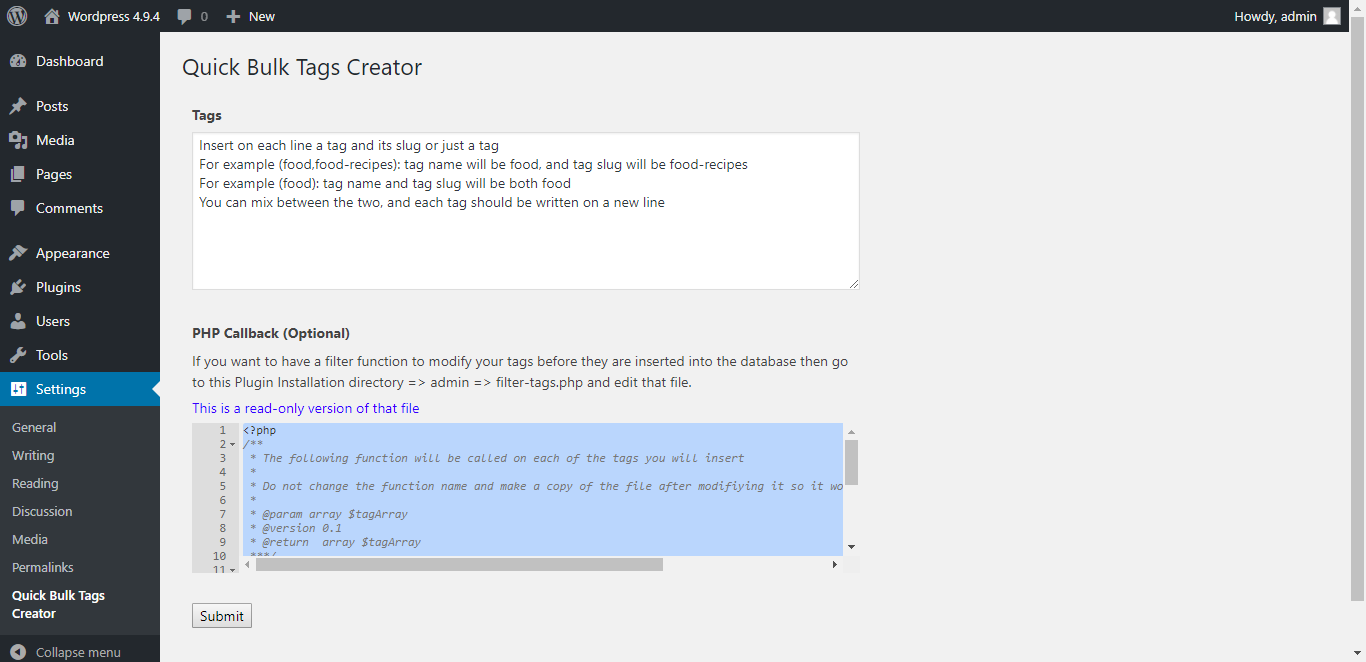 Wordpress 4.9.4
0
New
Howdy, admin
Dashboard
Posts
Media
Pages
Comments
Appearance
Plugins
Users
Tools
Settings
General
Writing
Reading
Discussion
Media
Permalinks
Quick Bulk Tags
Creator
Collapse menu
Quick Bulk Tags Creator
Tags
Insert on each line a tag and its slug or just a tag
For example (food,food-recipes): tag name will be food, and tag slug will be food-recipes
For example (food): tag name and tag slug will be both food
You can mix between the two, and each tag should be written on a new line
PHP Callback (Optional)
If you want to have a filter function to modify your tags before they are inserted into the database then go
to this Plugin Installation directory => admin => filter-tags.php and edit that file.
This is a read-only version of that file
1 <?php
2 /**
3 * The following function will be called on each of the tags you will insert
4 *
5 * Do not change the function name and make a copy of the file after modifiying it so it wo
6 *
7 * @param array $tagArray
8 * @version 0.1
9 * @return array $tagArray
10 ***/
11
Submit